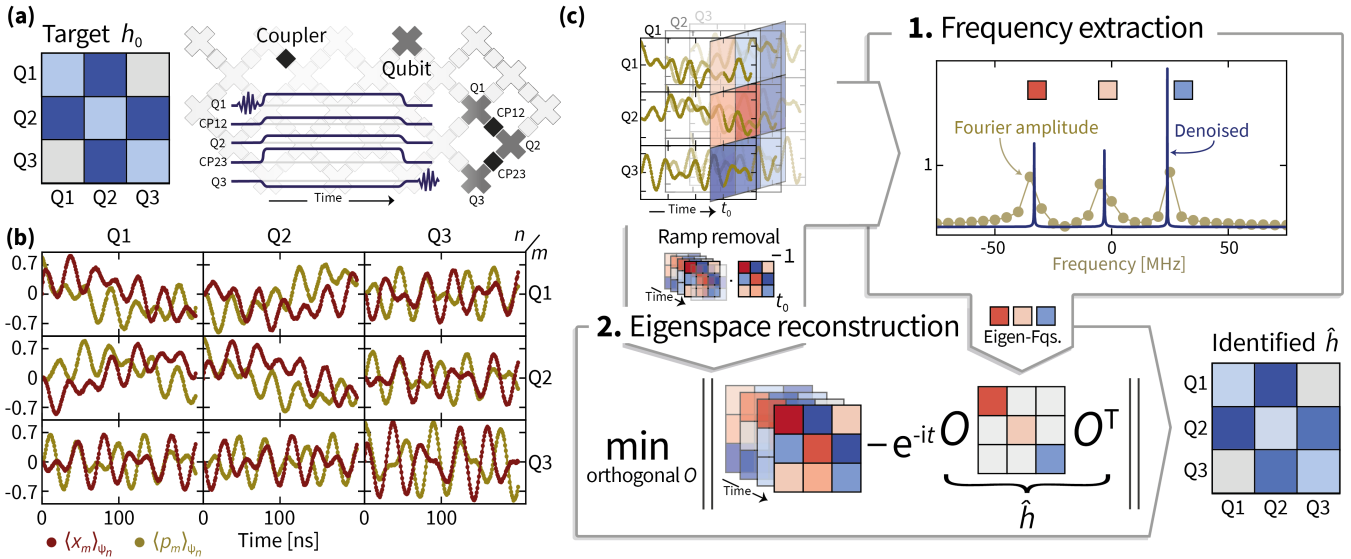 (a)
Target h₀
Q1
Q2
Q3
Q1 Q2 Q3
Coupler
Qubit
Q1
CP12
Q2
CP23
Q3
Time
Q1
CP12
Q2
CP23
Q3
(b)
Q1 Q2 Q3 n / m
0.7
0
-0.7
Q1
0.7
0
-0.7
Q2
0.7
0
-0.7
Q3
0 100 0 100 0 100
Time [ns]
⟨xₘ⟩ψₙ ⟨pₘ⟩ψₙ
(c)
Q3
Q2
Q1
Q1
Q2
Q3
Time t₀
Ramp removal
Time
·
-1
t₀
1. Frequency extraction
Fourier amplitude
Denoised
1
-50 0 50
Frequency [MHz]
Eigen-Fqs.
2. Eigenspace reconstruction
min
orthogonal O
Time
– e^-it O Oᵀ
ĥ
Identified ĥ
Q1
Q2
Q3
Q1 Q2 Q3